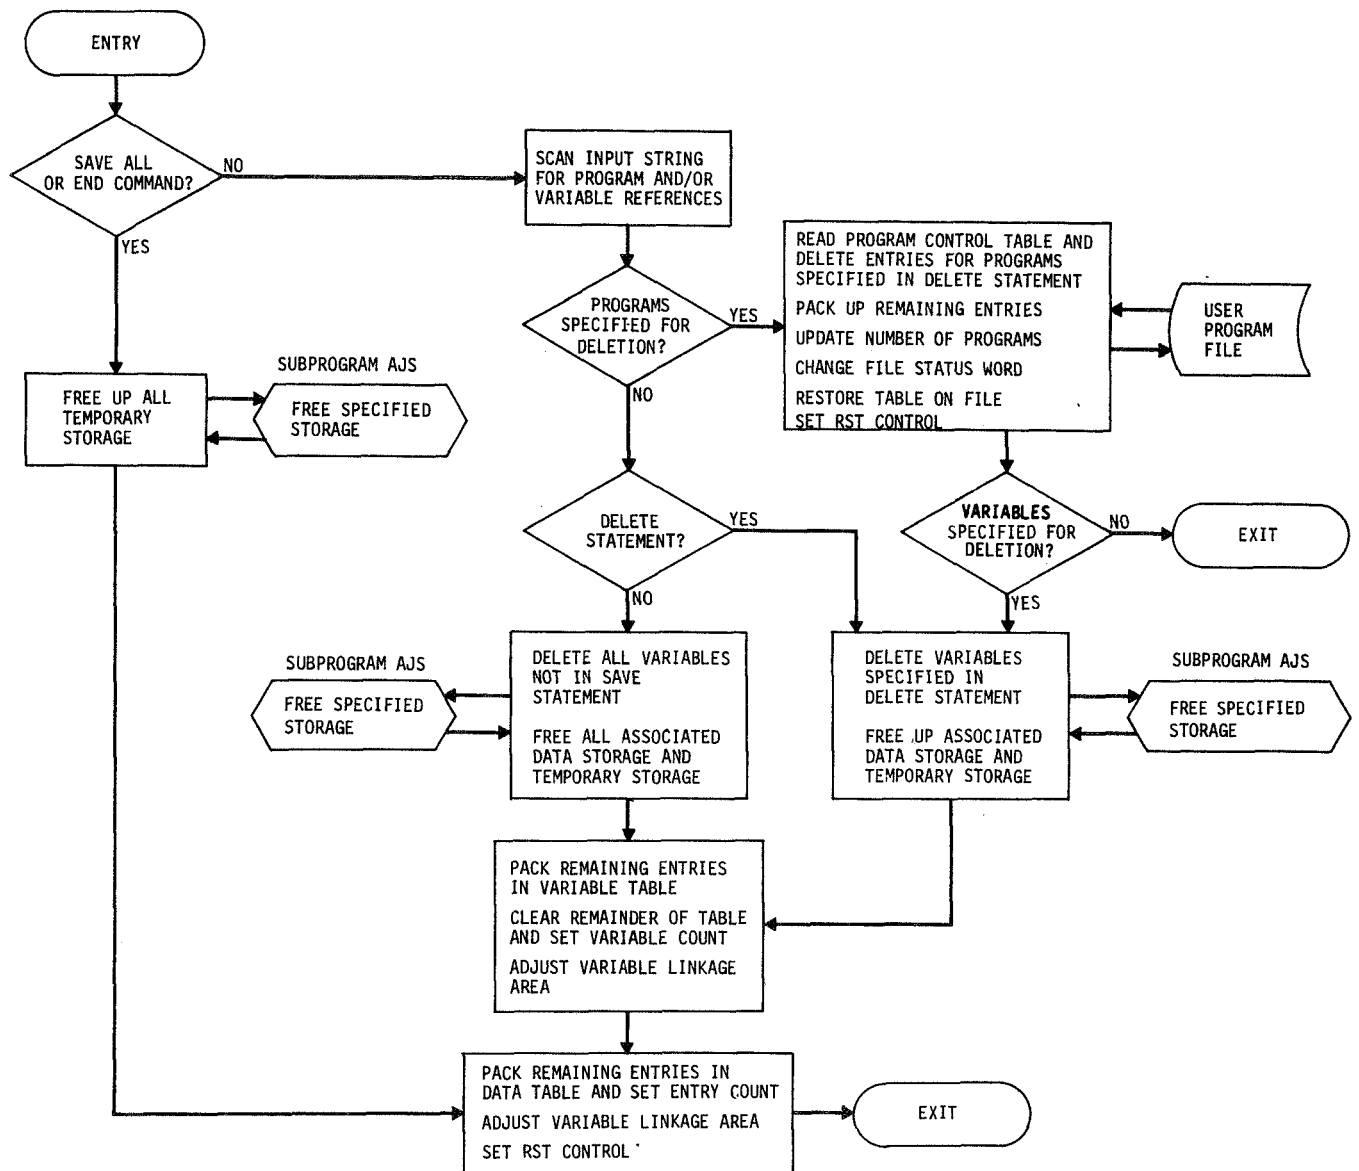 ENTRY
SAVE ALL
OR END COMMAND?
NO
YES
SCAN INPUT STRING
FOR PROGRAM AND/OR
VARIABLE REFERENCES
PROGRAMS
SPECIFIED FOR
DELETION?
YES
NO
READ PROGRAM CONTROL TABLE AND
DELETE ENTRIES FOR PROGRAMS
SPECIFIED IN DELETE STATEMENT
PACK UP REMAINING ENTRIES
UPDATE NUMBER OF PROGRAMS
CHANGE FILE STATUS WORD
RESTORE TABLE ON FILE
SET RST CONTROL
USER
PROGRAM
FILE
SUBPROGRAM AJS
FREE UP ALL
TEMPORARY
STORAGE
FREE SPECIFIED
STORAGE
DELETE
STATEMENT?
YES
NO
VARIABLES
SPECIFIED FOR
DELETION?
NO
YES
EXIT
SUBPROGRAM AJS
FREE SPECIFIED
STORAGE
DELETE ALL VARIABLES
NOT IN SAVE
STATEMENT
FREE ALL ASSOCIATED
DATA STORAGE AND
TEMPORARY STORAGE
DELETE VARIABLES
SPECIFIED IN
DELETE STATEMENT
FREE UP ASSOCIATED
DATA STORAGE AND
TEMPORARY STORAGE
SUBPROGRAM AJS
FREE SPECIFIED
STORAGE
PACK REMAINING ENTRIES
IN VARIABLE TABLE
CLEAR REMAINDER OF TABLE
AND SET VARIABLE COUNT
ADJUST VARIABLE LINKAGE
AREA
PACK REMAINING ENTRIES IN
DATA TABLE AND SET ENTRY COUNT
ADJUST VARIABLE LINKAGE AREA
SET RST CONTROL
EXIT